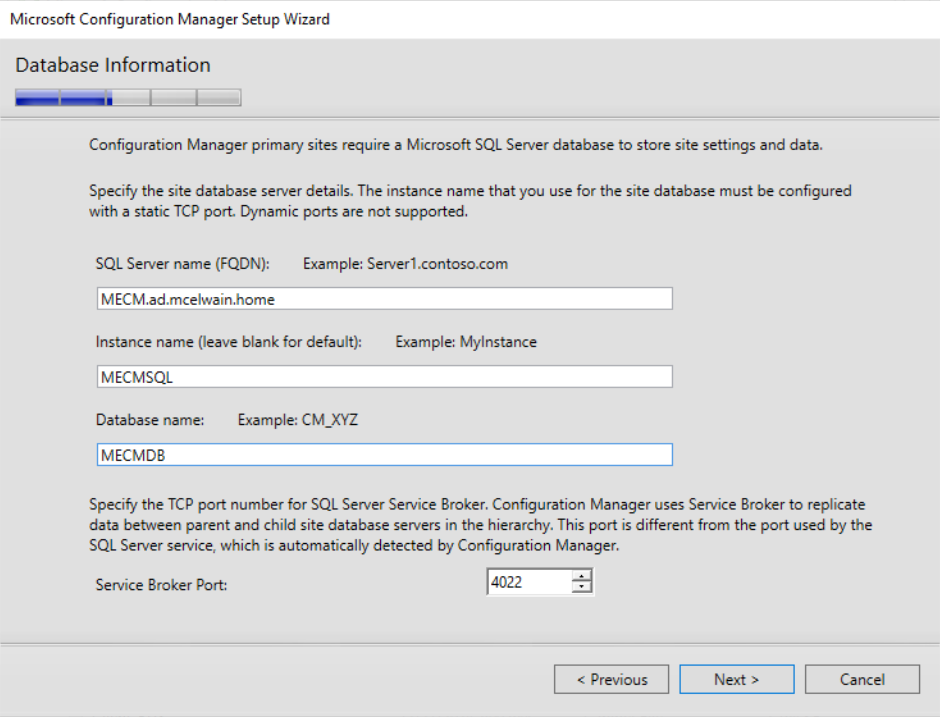 Microsoft Configuration Manager Setup Wizard
Database Information
Configuration Manager primary sites require a Microsoft SQL Server database to store site settings and data.
Specify the site database server details. The instance name that you use for the site database must be configured
with a static TCP port. Dynamic ports are not supported.
SQL Server name (FQDN): Example: Server1.contoso.com
MECM.ad.mcelwain.home
Instance name (leave blank for default): Example: MyInstance
MECMSQL
Database name: Example: CM_XYZ
MECMDB
Specify the TCP port number for SQL Server Service Broker. Configuration Manager uses Service Broker to replicate
data between parent and child site database servers in the hierarchy. This port is different from the port used by the
SQL Server service, which is automatically detected by Configuration Manager.
Service Broker Port: 4022
< Previous Next > Cancel